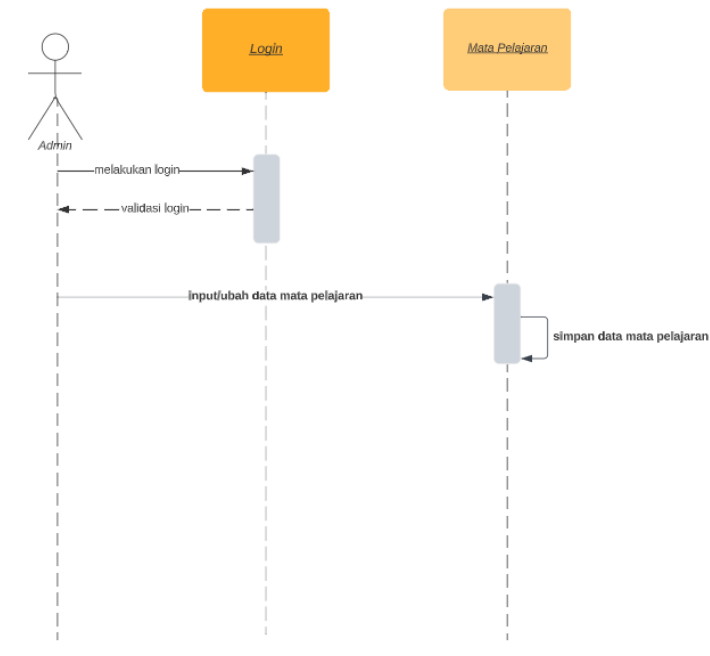 Login
Mata Pelajaran
Admin
melakukan login
validasi login
input/ubah data mata pelajaran
simpan data mata pelajaran